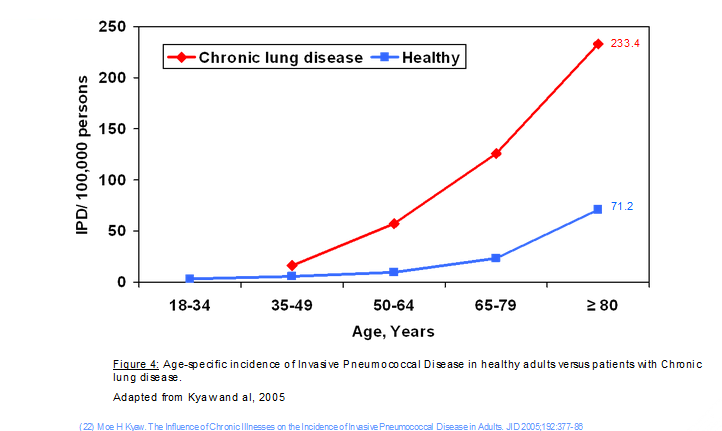 250
200
150
100
50
0
IPD/ 100,000 persons
Chronic lung disease
Healthy
233.4
71.2
18-34
35-49
50-64
65-79
≥ 80
Age, Years
Figure 4: Age-specific incidence of Invasive Pneumococcal Disease in healthy adults versus patients with Chronic
lung disease.
Adapted from Kyaw and al, 2005
(22) Moe H Kyaw. The Influence of Chronic Illnesses on the Incidence of Invasive Pneumococcal Disease in Adults. JID 2005;192:377-86